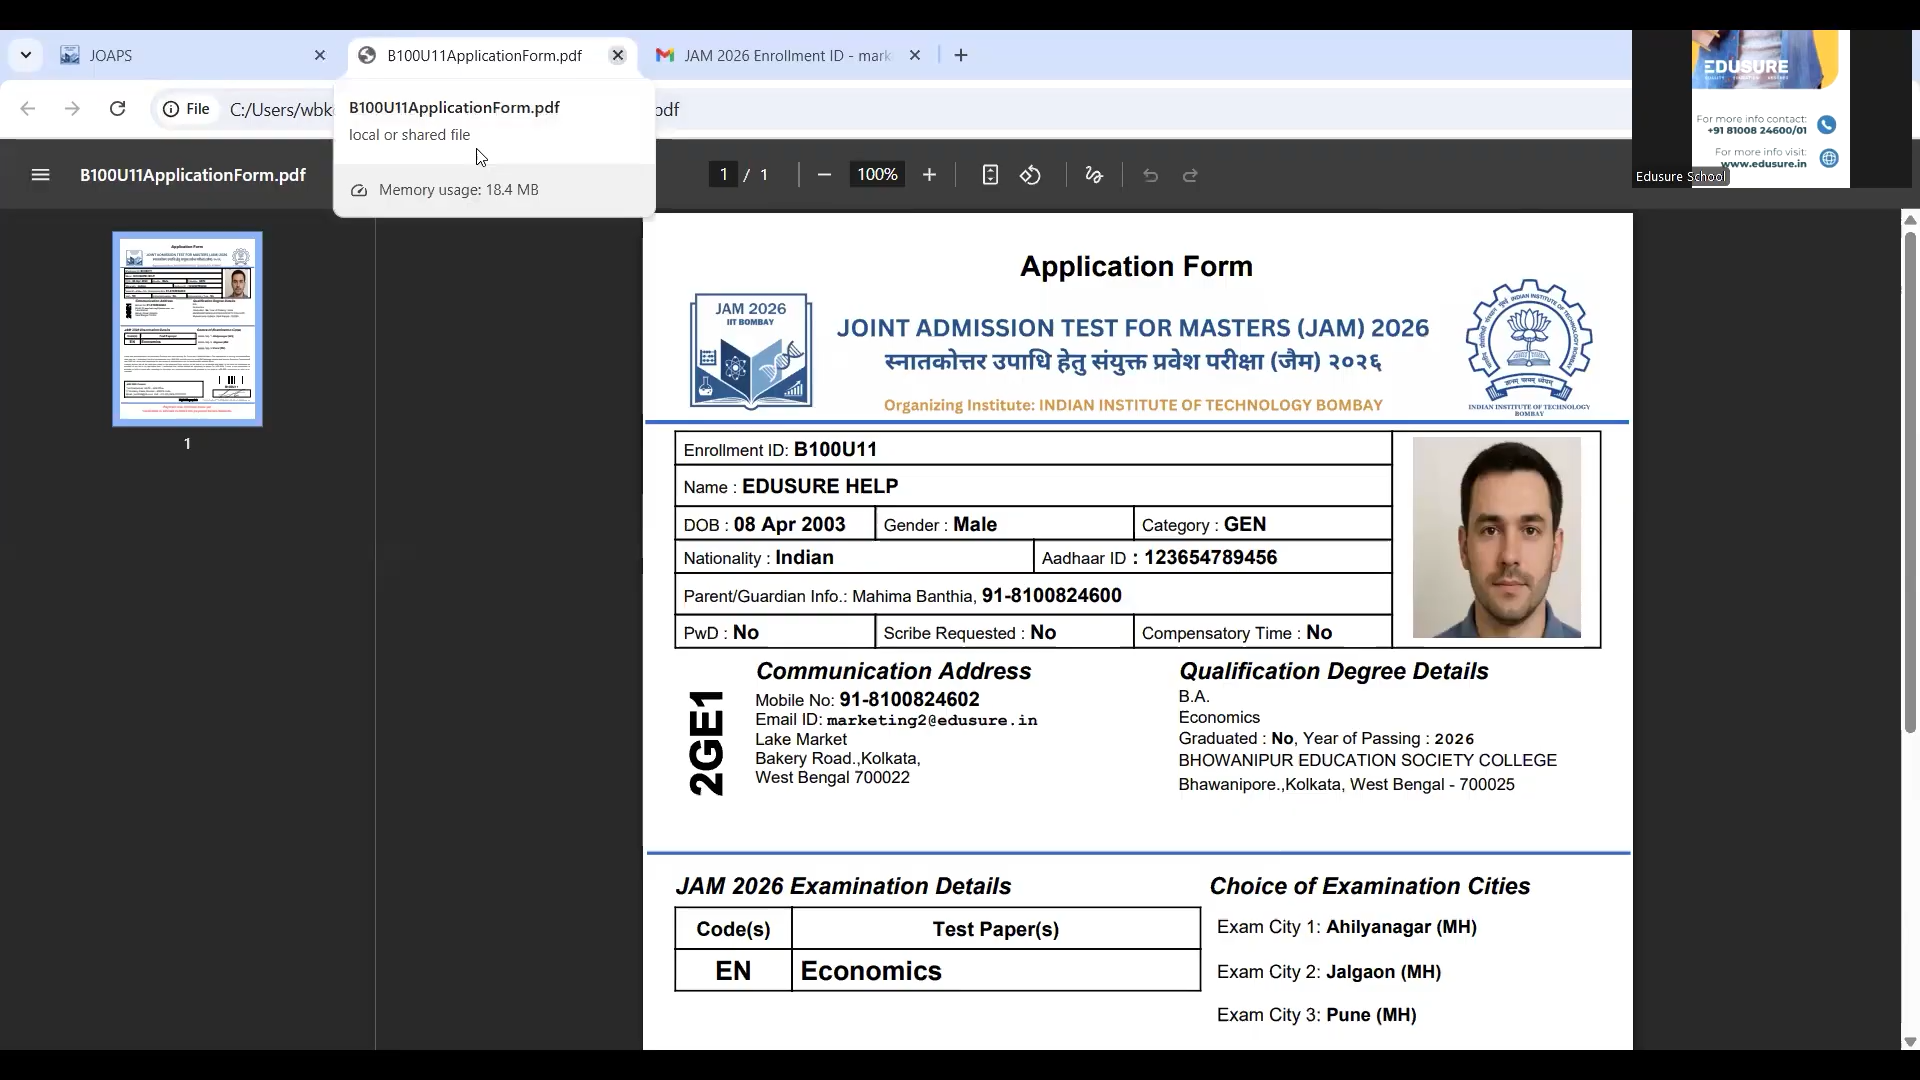 JOAPS
B100U11ApplicationForm.pdf
JAM 2026 Enrollment ID - mark
File
C:/Users/wbk
pdf
B100U11ApplicationForm.pdf
local or shared file
Memory usage: 18.4 MB
B100U11ApplicationForm.pdf
1 / 1
100%
EDUSURE
For more info contact:
+91 81008 24600/01
For more info visit:
www.edusure.in
Edusure School
1
Application Form
JAM 2026
IIT BOMBAY
JOINT ADMISSION TEST FOR MASTERS (JAM) 2026
स्नातकोत्तर उपाधि हेतु संयुक्त प्रवेश परीक्षा (जैम) २०२६
Organizing Institute: INDIAN INSTITUTE OF TECHNOLOGY BOMBAY
INDIAN INSTITUTE OF TECHNOLOGY
BOMBAY
Enrollment ID: B100U11
Name : EDUSURE HELP
DOB : 08 Apr 2003
Gender : Male
Category : GEN
Nationality : Indian
Aadhaar ID : 123654789456
Parent/Guardian Info.: Mahima Banthia, 91-8100824600
PwD : No
Scribe Requested : No
Compensatory Time : No
2GE1
Communication Address
Mobile No: 91-8100824602
Email ID: marketing2@edusure.in
Lake Market
Bakery Road.,Kolkata,
West Bengal 700022
Qualification Degree Details
B.A.
Economics
Graduated : No, Year of Passing : 2026
BHOWANIPUR EDUCATION SOCIETY COLLEGE
Bhawanipore.,Kolkata, West Bengal - 700025
JAM 2026 Examination Details
Code(s)
Test Paper(s)
EN
Economics
Choice of Examination Cities
Exam City 1: Ahilyanagar (MH)
Exam City 2: Jalgaon (MH)
Exam City 3: Pune (MH)